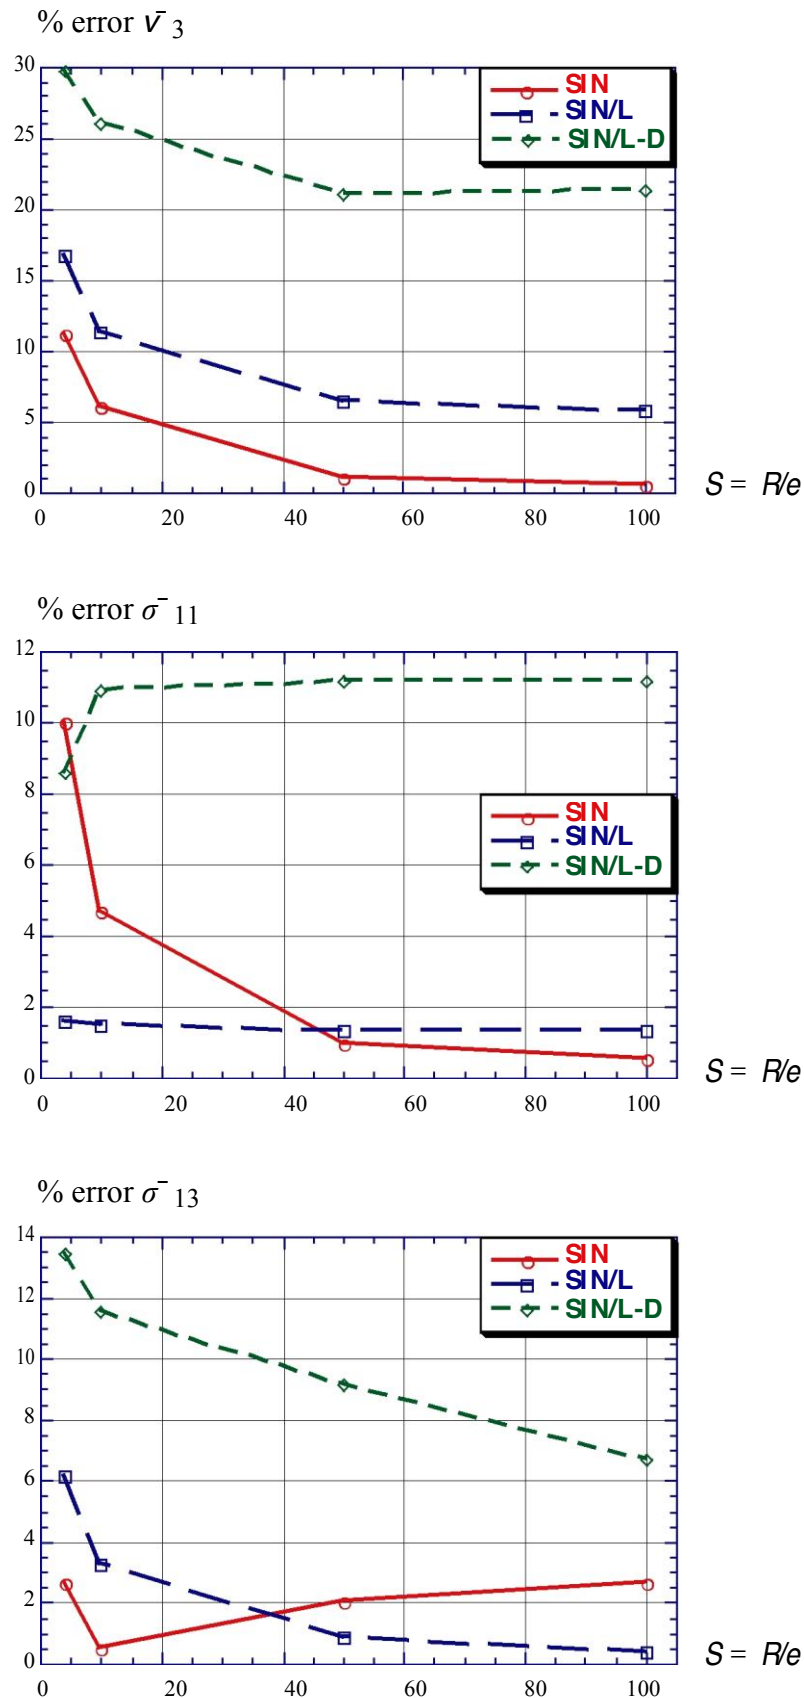 % error v̄ 3
30
25
20
15
10
5
0
0 20 40 60 80 100
SIN
SIN/L
SIN/L-D
S = R/e
% error σ̄ 11
12
10
8
6
4
2
0
0 20 40 60 80 100
SIN
SIN/L
SIN/L-D
S = R/e
% error σ̄ 13
14
12
10
8
6
4
2
0
0 20 40 60 80 100
SIN
SIN/L
SIN/L-D
S = R/e